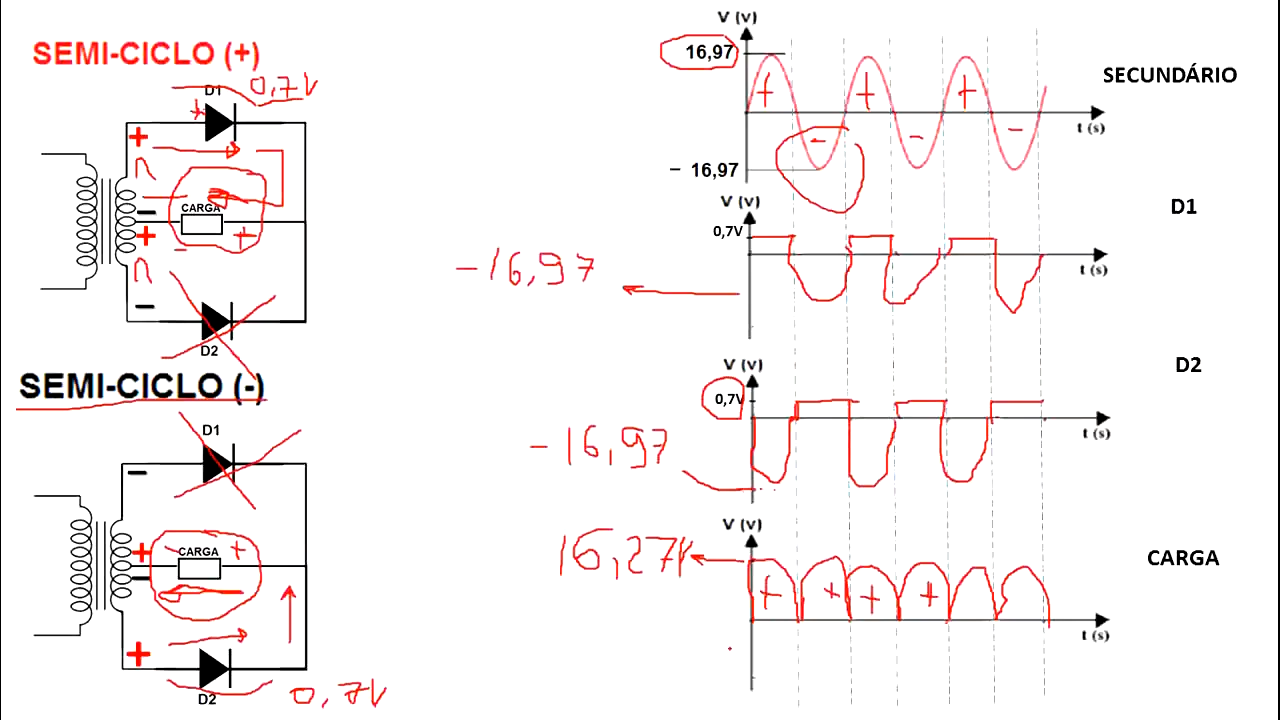 SEMI-CICLO (+)
D1
0,7V
+
+
CARGA
−
+
−
+
−
D2
SEMI-CICLO (-)
D1
−
+
−
CARGA
+
−
+
D2
0,7V
V (v)
16,97
+
+
+
−
−
−
− 16,97
t (s)
SECUNDÁRIO
V (v)
0,7V
t (s)
D1
-16,97
V (v)
0,7V
t (s)
D2
-16,97
V (v)
16,27V
+
+
+
+
t (s)
CARGA